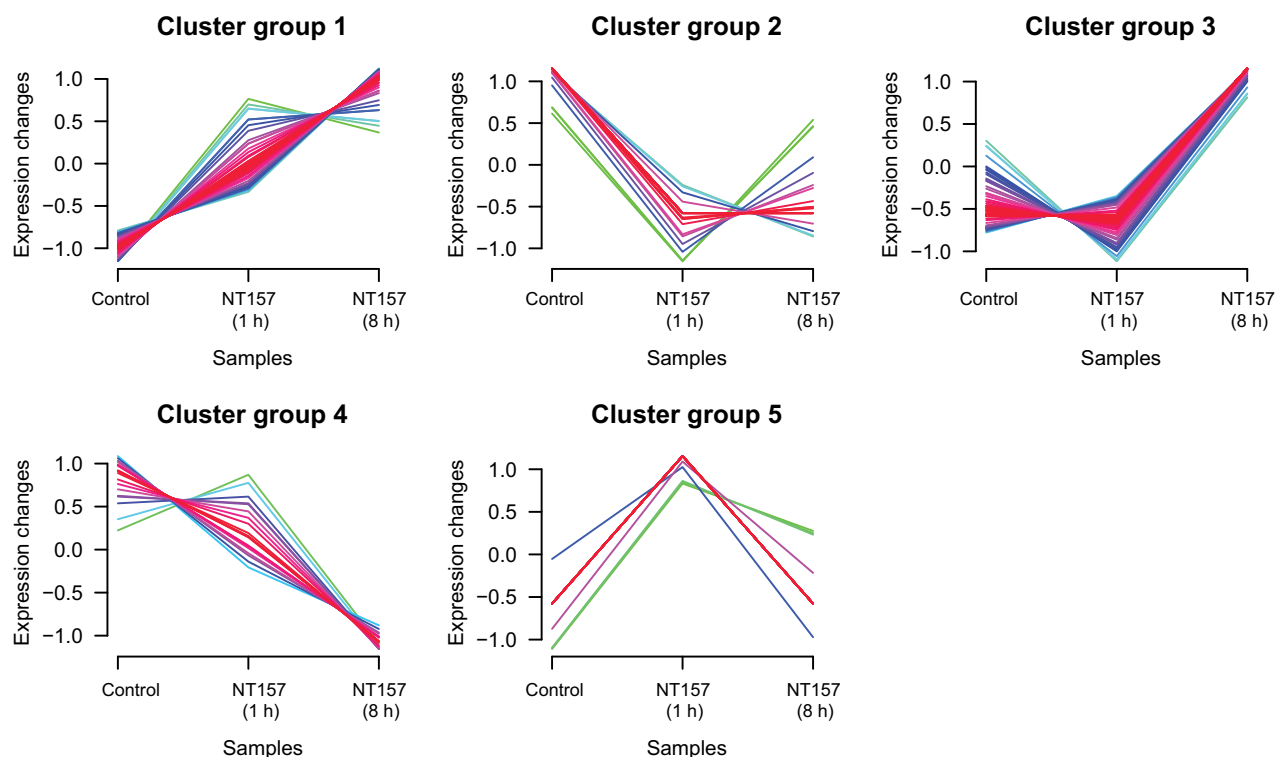 Cluster group 1
Expression changes
1.0
0.5
0.0
−0.5
−1.0
Control
NT157
(1 h)
NT157
(8 h)
Samples
Cluster group 2
Expression changes
1.0
0.5
0.0
−0.5
−1.0
Control
NT157
(1 h)
NT157
(8 h)
Samples
Cluster group 3
Expression changes
1.0
0.5
0.0
−0.5
−1.0
Control
NT157
(1 h)
NT157
(8 h)
Samples
Cluster group 4
Expression changes
1.0
0.5
0.0
−0.5
−1.0
Control
NT157
(1 h)
NT157
(8 h)
Samples
Cluster group 5
Expression changes
1.0
0.5
0.0
−0.5
−1.0
Control
NT157
(1 h)
NT157
(8 h)
Samples